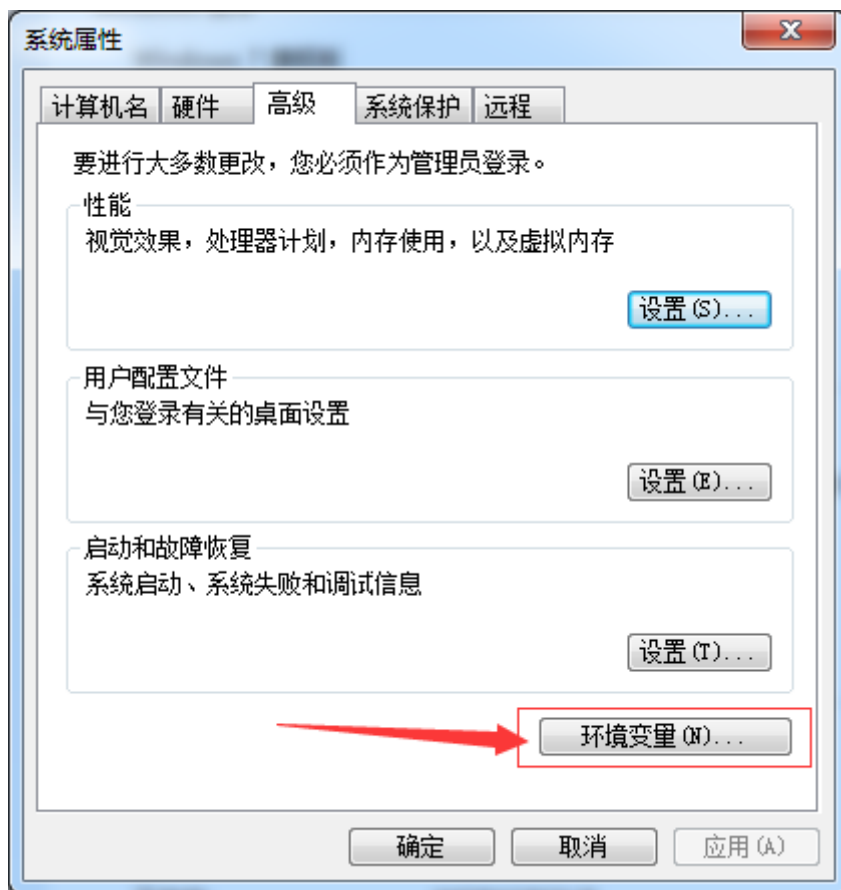 系统属性
计算机名 硬件 高级 系统保护 远程
要进行大多数更改，您必须作为管理员登录。
性能
视觉效果，处理器计划，内存使用，以及虚拟内存
设置(S)...
用户配置文件
与您登录有关的桌面设置
设置(E)...
启动和故障恢复
系统启动、系统失败和调试信息
设置(T)...
环境变量(N)...
确定 取消 应用(A)